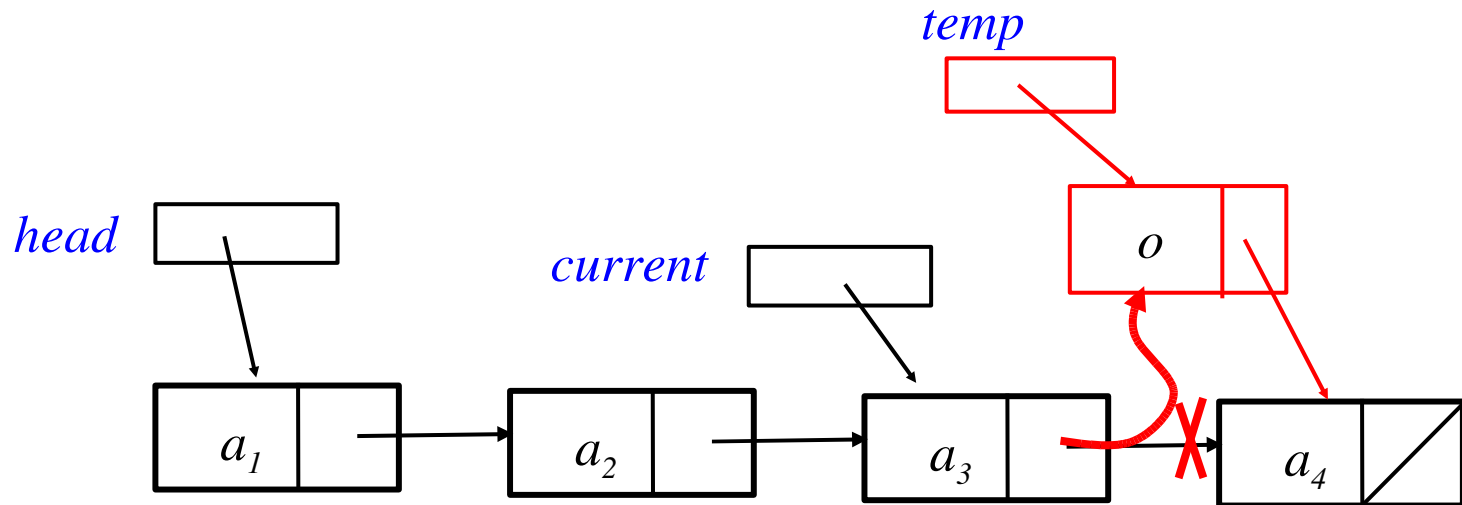 temp
head
current
o
a₁
a₂
a₃
a₄